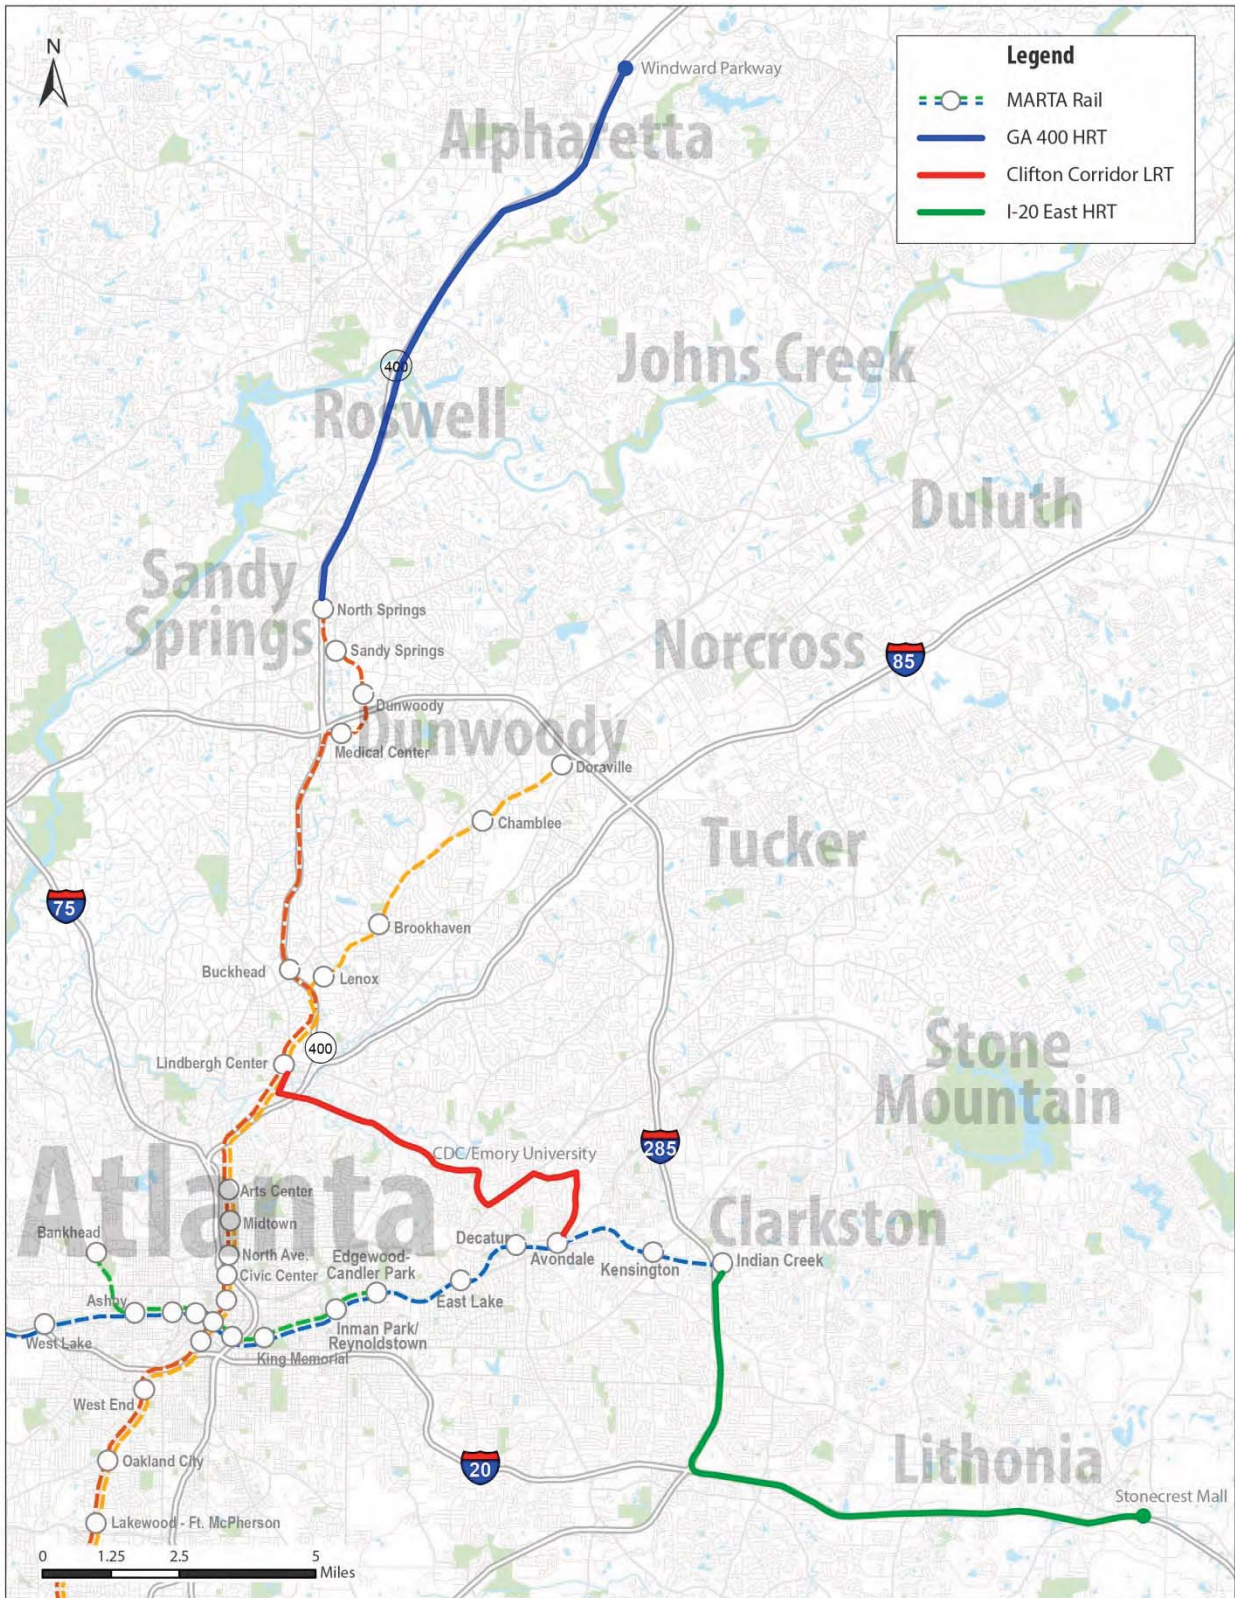 N
Windward Parkway
Legend
MARTA Rail
GA 400 HRT
Clifton Corridor LRT
I-20 East HRT
Alpharetta
Johns Creek
400
Roswell
Duluth
Sandy
Springs
North Springs
Sandy Springs
Norcross
85
Dunwoody
Dunwoody
Medical Center
Doraville
Chamblee
Tucker
75
Brookhaven
Buckhead
Lenox
400
Lindbergh Center
Stone
Mountain
CDC/Emory University
285
Atlanta
Arts Center
Midtown
Clarkston
Bankhead
North Ave.
Civic Center
Edgewood-
Candler Park
Decatur
Avondale
Kensington
Indian Creek
East Lake
Ashby
West Lake
Inman Park/
Reynoldstown
King Memorial
West End
Oakland City
20
Lithonia
Stonecrest Mall
Lakewood - Ft. McPherson
0 1.25 2.5 5
Miles